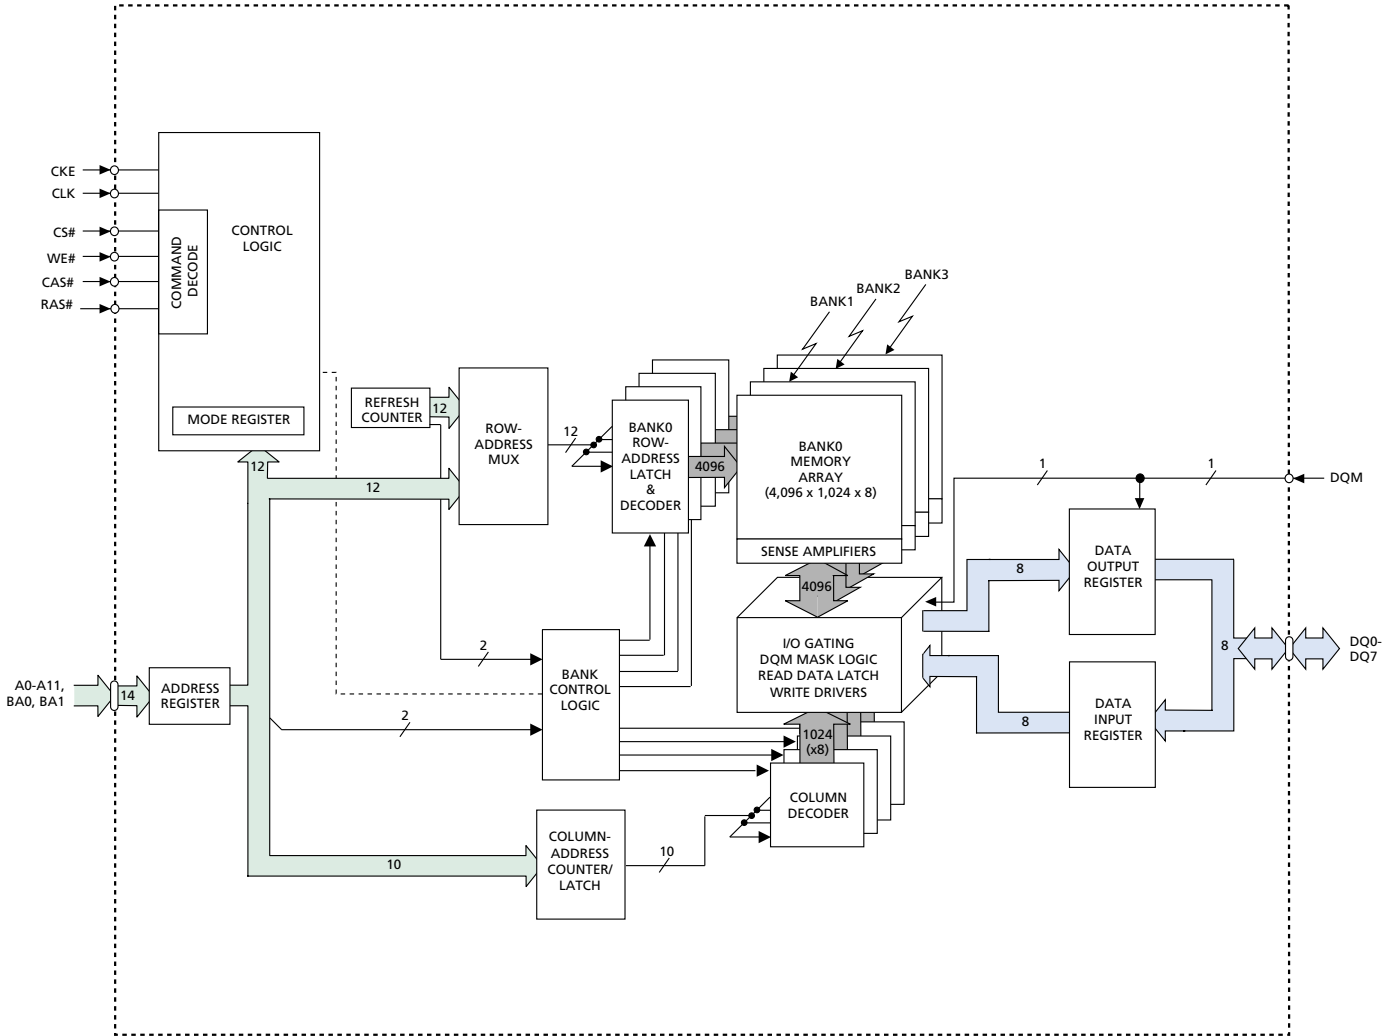 CKE
CLK
CS#
WE#
CAS#
RAS#
COMMAND
DECODE
CONTROL
LOGIC
MODE REGISTER
12
REFRESH
COUNTER
12
12
ROW-
ADDRESS
MUX
12
BANK0
ROW-
ADDRESS
LATCH
&
DECODER
4096
BANK1
BANK2
BANK3
BANK0
MEMORY
ARRAY
(4,096 x 1,024 x 8)
SENSE AMPLIFIERS
4096
I/O GATING
DQM MASK LOGIC
READ DATA LATCH
WRITE DRIVERS
1
1
DQM
8
DATA
OUTPUT
REGISTER
8
DQ0-
DQ7
DATA
INPUT
REGISTER
8
A0-A11,
BA0, BA1
14
ADDRESS
REGISTER
2
2
BANK
CONTROL
LOGIC
1024
(x8)
COLUMN
DECODER
10
COLUMN-
ADDRESS
COUNTER/
LATCH
10